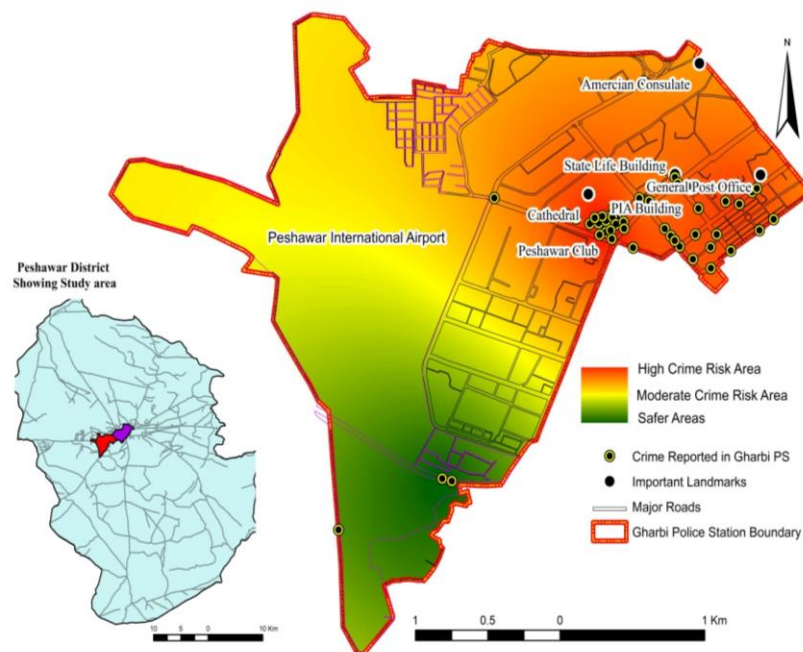 N
Amercian Consulate
State Life Building
General Post Office
Cathedral
PIA Building
Peshawar International Airport
Peshawar Club
Peshawar District
Showing Study area
High Crime Risk Area
Moderate Crime Risk Area
Safer Areas
Crime Reported in Gharbi PS
Important Landmarks
Major Roads
Gharbi Police Station Boundary
10 5 0 10 Km
1 0.5 0 1 Km